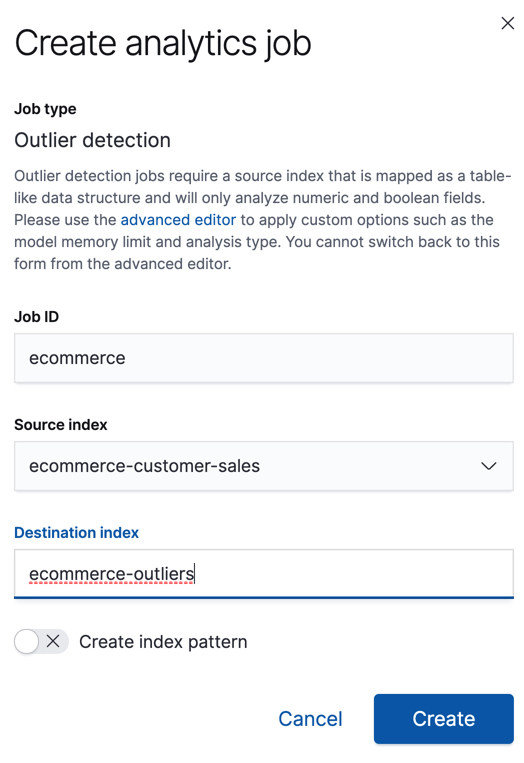 Create analytics job
Job type
Outlier detection
Outlier detection jobs require a source index that is mapped as a table-
like data structure and will only analyze numeric and boolean fields.
Please use the advanced editor to apply custom options such as the
model memory limit and analysis type. You cannot switch back to this
form from the advanced editor.
Job ID
ecommerce
Source index
ecommerce-customer-sales
Destination index
ecommerce-outliers
Create index pattern
Cancel Create